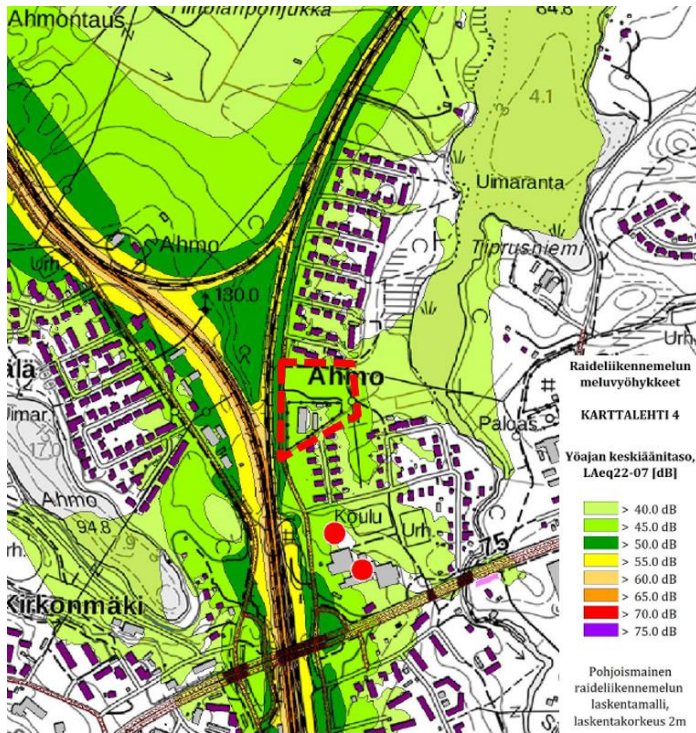 Ahmontaus
64.8
4.1
Uimaranta
Tiprusniemi
Ahmo
Urh.
130.0
Urh.
Ahmo
Raideliikennemelun
meluvyöhykkeet
KARTTALEHTI 4
Yöajan keskiäänitaso,
LAeq22-07 [dB]
> 40.0 dB
> 45.0 dB
> 50.0 dB
> 55.0 dB
> 60.0 dB
> 65.0 dB
> 70.0 dB
> 75.0 dB
Pohjoismainen
raideliikennemelun
laskentamalli,
laskentakorkeus 2m
17.0
Paloas.
Ahmo
94.8
Koulu
Urh.
75
Kirkonmäki